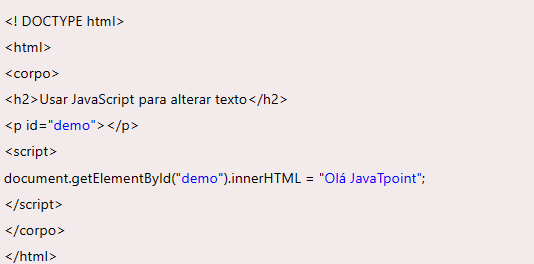 <! DOCTYPE html>
<html>
<corpo>
<h2>Usar JavaScript para alterar texto</h2>
<p id="demo"></p>
<script>
document.getElementById("demo").innerHTML = "Olá JavaTpoint";
</script>
</corpo>
</html>